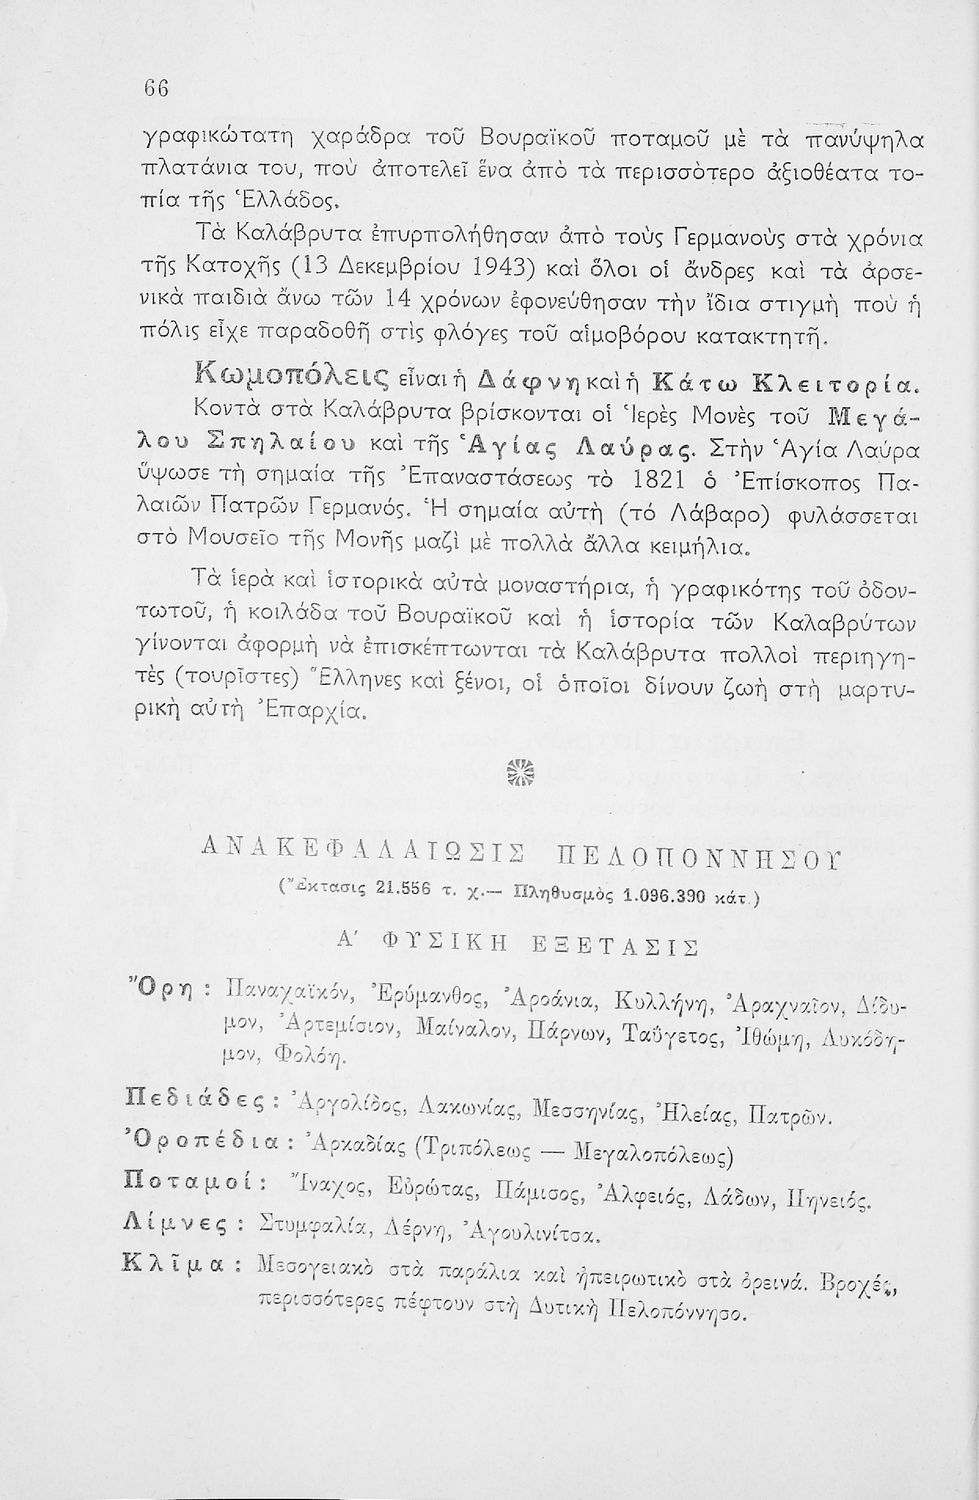 66
γραφικώτατη χαράδρα τοῦ Βουραϊκοῦ ποταμοῦ μὲ τὰ πανύψηλα
πλατάνια του, ποὺ ἀποτελεῖ ἕνα ἀπὸ τὰ περισσὸτερο ἀξιοθέατα το-
πία τῆς Ἑλλάδος.
Τὰ Καλάβρυτα ἐπυρπολήθησαν ἀπὸ τοὺς Γερμανοὺς στὰ χρόνια
τῆς Κατοχῆς (13 Δεκεμβρίου 1943) καὶ ὅλοι οἱ ἄνδρες καὶ τὰ ἀρσε-
νικὰ παιδιὰ ἄνω τῶν 14 χρόνων ἐφονεύθησαν τὴν ἴδια στιγμὴ ποὺ ἡ
πόλις εἶχε παραδοθῆ στὶς φλόγες τοῦ αἱμοβόρου κατακτητῆ.
Κωμοπόλεις εἶναι ἡ Δάφνη καὶ ἡ Κάτω Κλειτορία.
Κοντὰ στὰ Καλάβρυτα βρίσκονται οἱ Ἱερὲς Μονὲς τοῦ Μεγά-
λου Σπηλαίου καὶ τῆς Ἁγίας Λαύρας. Στὴν Ἁγία Λαύρα
ὕψωσε τὴ σημαία τῆς Ἐπαναστάσεως τὸ 1821 ὁ Ἐπίσκοπος Πα-
λαιῶν Πατρῶν Γερμανός. Ἡ σημαία αὐτὴ (τό Λάβαρο) φυλάσσεται
στὸ Μουσεῖο τῆς Μονῆς μαζὶ μὲ πολλὰ ἄλλα κειμήλια.
Τὰ ἱερὰ καὶ ἱστορικὰ αὐτὰ μοναστήρια, ἡ γραφικότης τοῦ ὁδον-
τωτοῦ, ἡ κοιλάδα τοῦ Βουραϊκοῦ καὶ ἡ ἱστορία τῶν Καλαβρύτων
γίνονται ἀφορμὴ νὰ ἐπισκέπτωνται τὰ Καλάβρυτα πολλοὶ περιηγη-
τὲς (τουρῖστες) Ἕλληνες καὶ ξένοι, οἱ ὁποῖοι δίνουν ζωὴ στὴ μαρτυ-
ρικὴ αὐτὴ Ἐπαρχία.
ΑΝΑΚΕΦΑΛΑΙΩΣΙΣ ΠΕΛΟΠΟΝΝΗΣΟΥ
(Ἔκτασις 21.556 τ. χ.— Πληθυσμὸς 1.096.390 κάτ.)
Α' ΦΥΣΙΚΗ ΕΞΕΤΑΣΙΣ
Ὄρη : Παναχαϊκόν, Ἐρύμανθος, Ἀροάνια, Κυλλήνη, Ἀραχναῖον, Δίδυ-
μον, Ἀρτεμίσιον, Μαίναλον, Πάρνων, Ταΰγετος, Ἰθώμη, Λυκόδη-
μον, Φολόη.
Πεδιάδες : Ἀργολίδος, Λακωνίας, Μεσσηνίας, Ἠλείας, Πατρῶν.
Ὀροπέδια : Ἀρκαδίας (Τριπόλεως — Μεγαλοπόλεως)
Ποταμοί : Ἴναχος, Εὐρώτας, Πάμισος, Ἀλφειός, Λάδων, Πηνειός.
Λίμνες : Στυμφαλία, Λέρνη, Ἀγουλινίτσα.
Κλῖμα : Μεσογειακὸ στὰ παράλια καὶ ἠπειρωτικὸ στὰ ὀρεινά. Βροχές,
περισσότερες πέφτουν στὴ Δυτικὴ Πελοπόννησο.